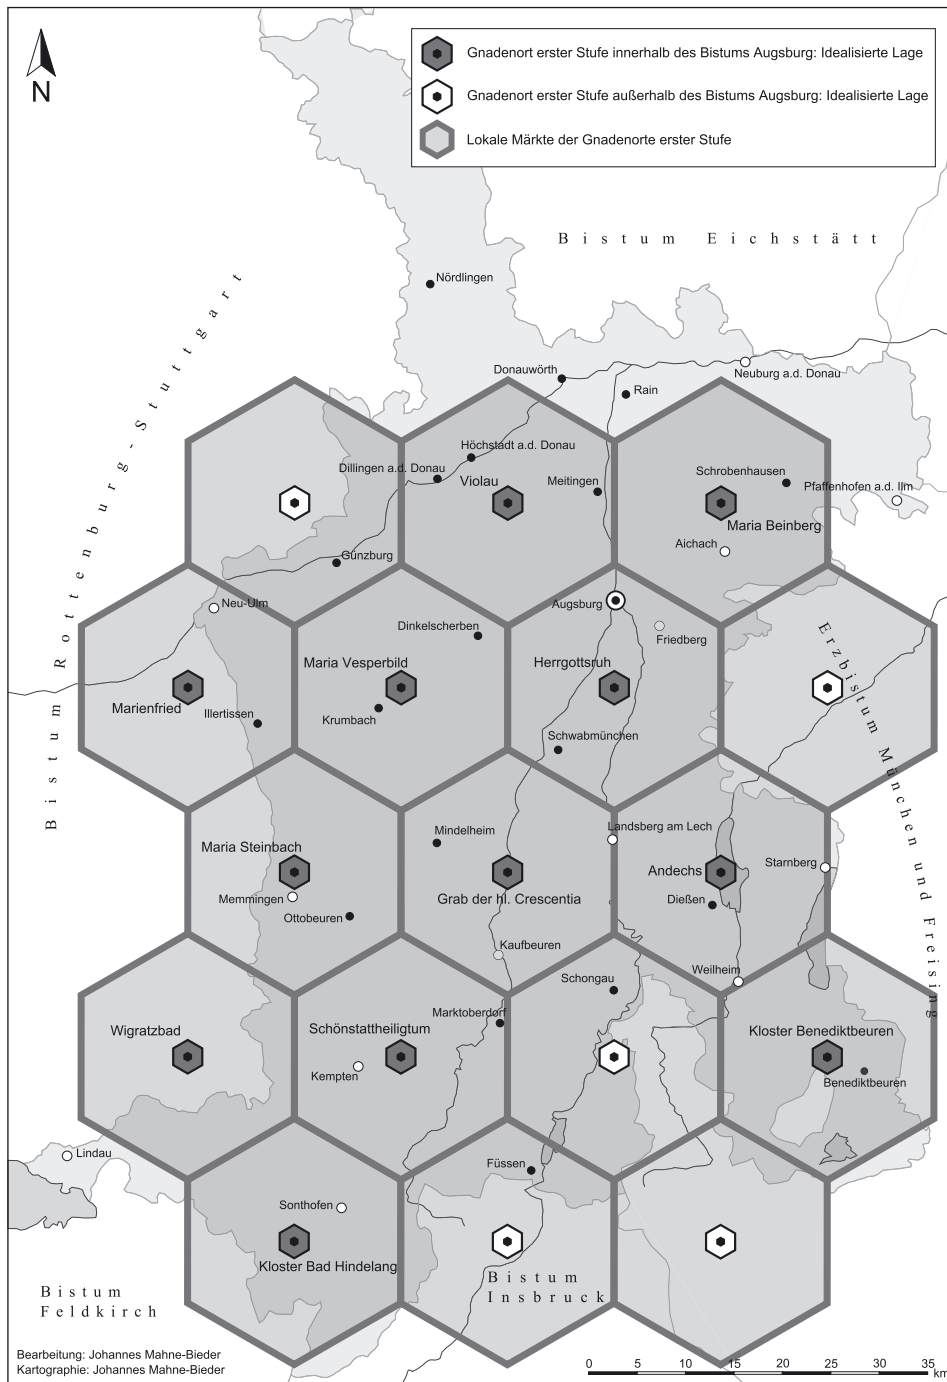 N
Gnadenort erster Stufe innerhalb des Bistums Augsburg: Idealisierte Lage
Gnadenort erster Stufe außerhalb des Bistums Augsburg: Idealisierte Lage
Lokale Märkte der Gnadenorte erster Stufe
Bistum Eichstätt
Bistum Rottenburg-Stuttgart
Nördlingen
Donauwörth
Neuburg a.d. Donau
Rain
Höchstadt a.d. Donau
Dillingen a.d. Donau
Violau
Meitingen
Schrobenhausen
Pfaffenhofen a.d. Ilm
Maria Beinberg
Aichach
Günzburg
Neu-Ulm
Augsburg
Dinkelscherben
Friedberg
Erzbistum München und Freising
Maria Vesperbild
Herrgottsruh
Marienfried
Illertissen
Krumbach
Schwabmünchen
Mindelheim
Landsberg am Lech
Maria Steinbach
Andechs
Starnberg
Memmingen
Grab der hl. Crescentia
Dießen
Ottobeuren
Kaufbeuren
Weilheim
Schongau
Marktoberdorf
Wigratzbad
Schönstattheiligtum
Kloster Benediktbeuren
Kempten
Benediktbeuren
Lindau
Füssen
Sonthofen
Kloster Bad Hindelang
Bistum
Insbruck
Bistum
Feldkirch
Bearbeitung: Johannes Mahne-Bieder
Kartographie: Johannes Mahne-Bieder
0 5 10 15 20 25 30 35
km